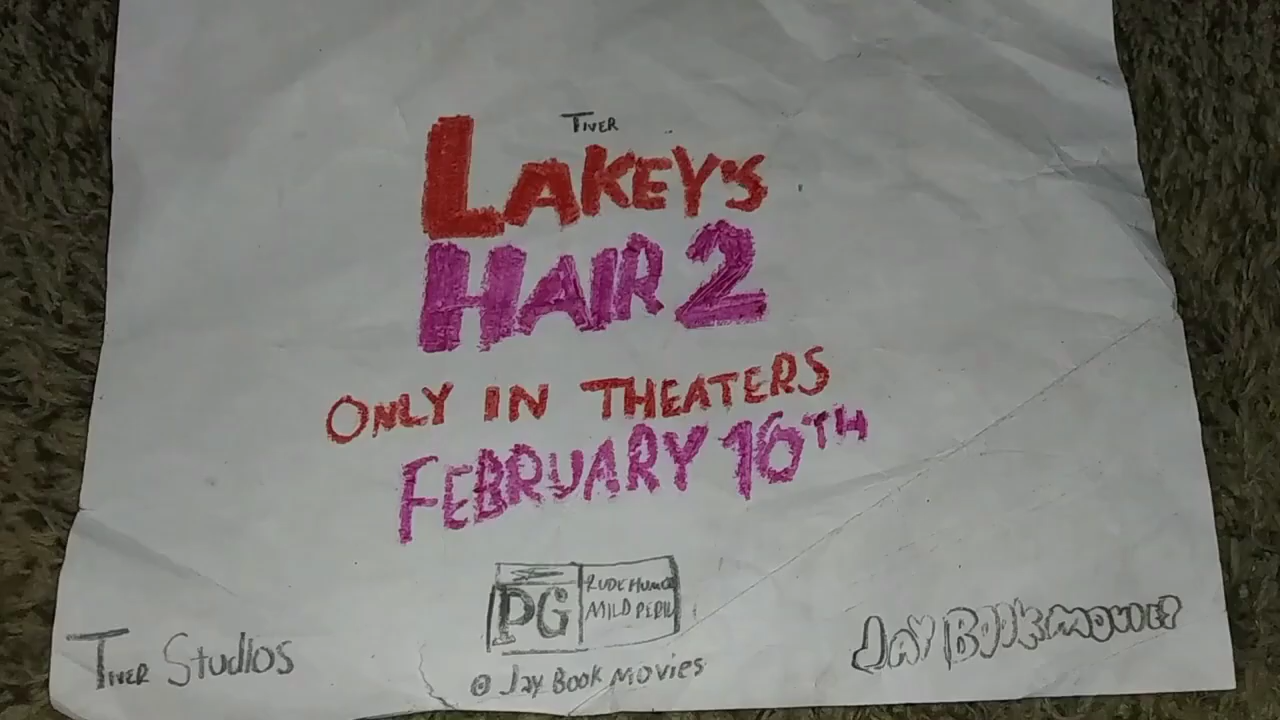 TIVER
LAKEY'S
HAIR 2
ONLY IN THEATERS
FEBRUARY 16TH
PG
RUDE HUMOR
MILD PERIL
TIVER STUDIOS
© JAY BOOK MOVIES
JAY BOOK MOVIES